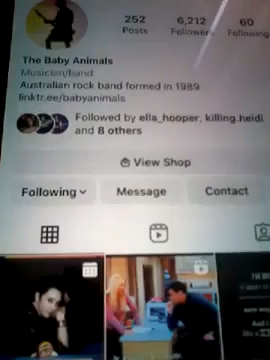 252 6,212 60
Posts Followers Following
The Baby Animals
Musician/band
Australian rock band formed in 1989
linktr.ee/babyanimals
Followed by ella_hooper, killing.heidi
and 8 others
View Shop
Following Message Contact